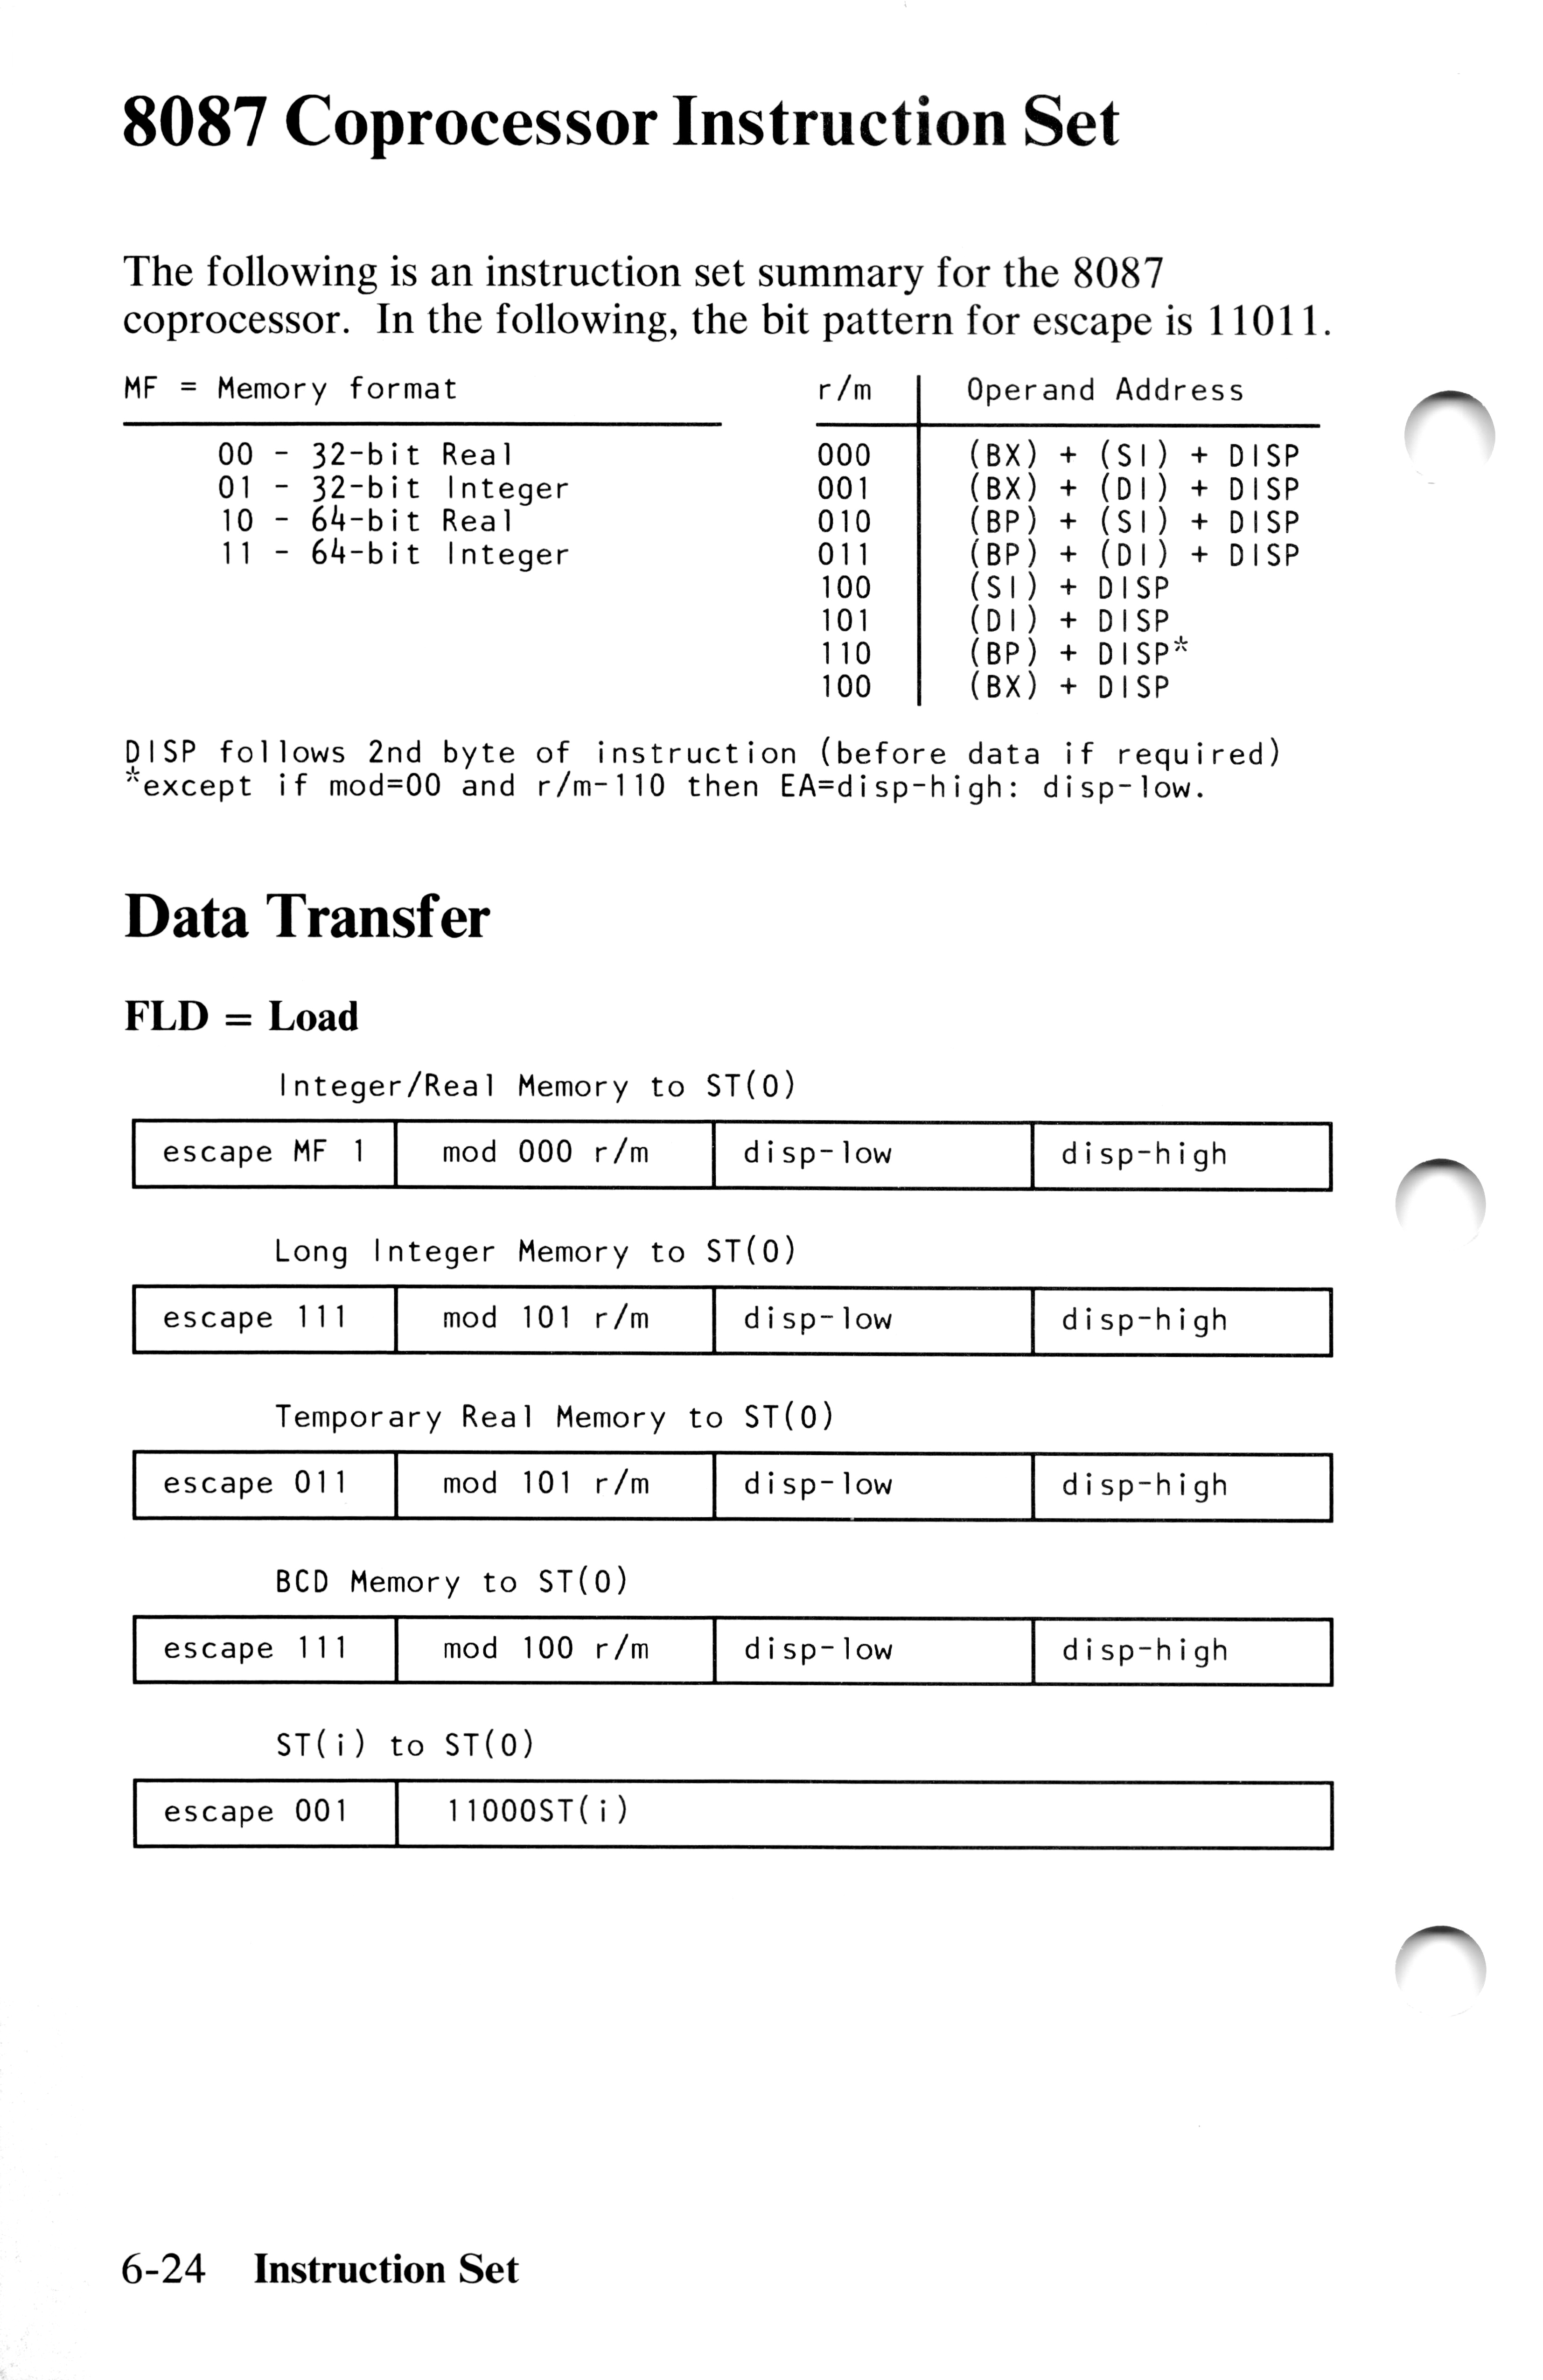 8087 Coprocessor Instruction Set
The following is an instruction set summary for the 8087
coprocessor. In the following, the bit pattern for escape is 11011.
MF = Memory format
00 - 32-bit Real
01 - 32-bit Integer
10 - 64-bit Real
11 - 64-bit Integer
r/m Operand Address
000 (BX) + (SI) + DISP
001 (BX) + (DI) + DISP
010 (BP) + (SI) + DISP
011 (BP) + (DI) + DISP
100 (SI) + DISP
101 (DI) + DISP
110 (BP) + DISP*
100 (BX) + DISP
DISP follows 2nd byte of instruction (before data if required)
*except if mod=00 and r/m-110 then EA=disp-high: disp-low.
Data Transfer
FLD = Load
Integer/Real Memory to ST(0)
escape MF 1 mod 000 r/m disp-low disp-high
Long Integer Memory to ST(0)
escape 111 mod 101 r/m disp-low disp-high
Temporary Real Memory to ST(0)
escape 011 mod 101 r/m disp-low disp-high
BCD Memory to ST(0)
escape 111 mod 100 r/m disp-low disp-high
ST(i) to ST(0)
escape 001 11000ST(i)
6-24 Instruction Set